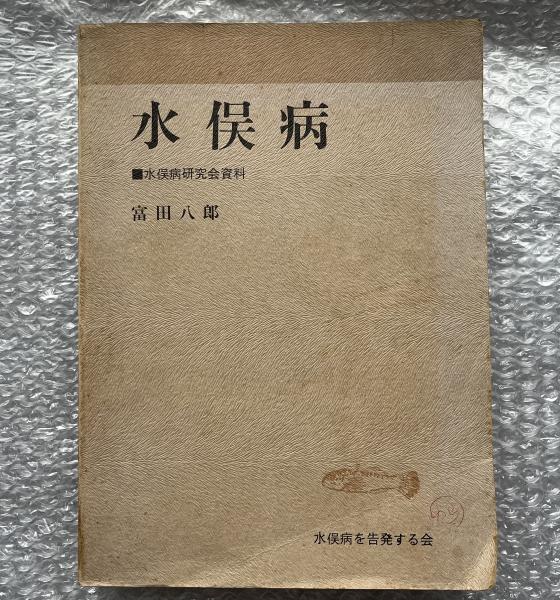 水俣病
■水俣病研究会資料
富田八郎
水俣病を告発する会